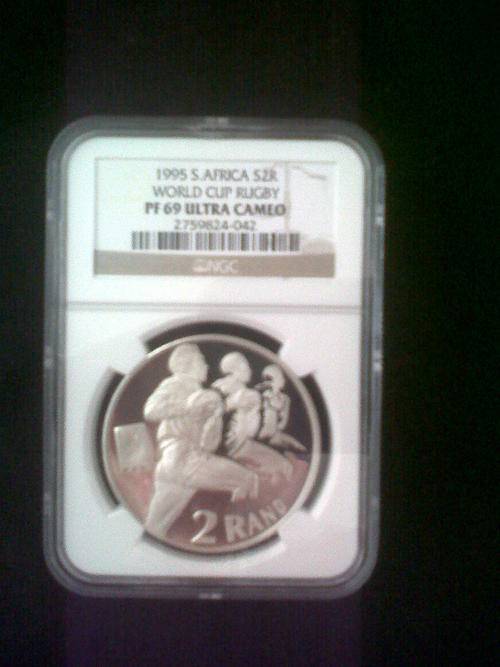 1995 S.AFRICA S2R
WORLD CUP RUGBY
PF 69 ULTRA CAMEO
2759824-042
NGC
2 RAND